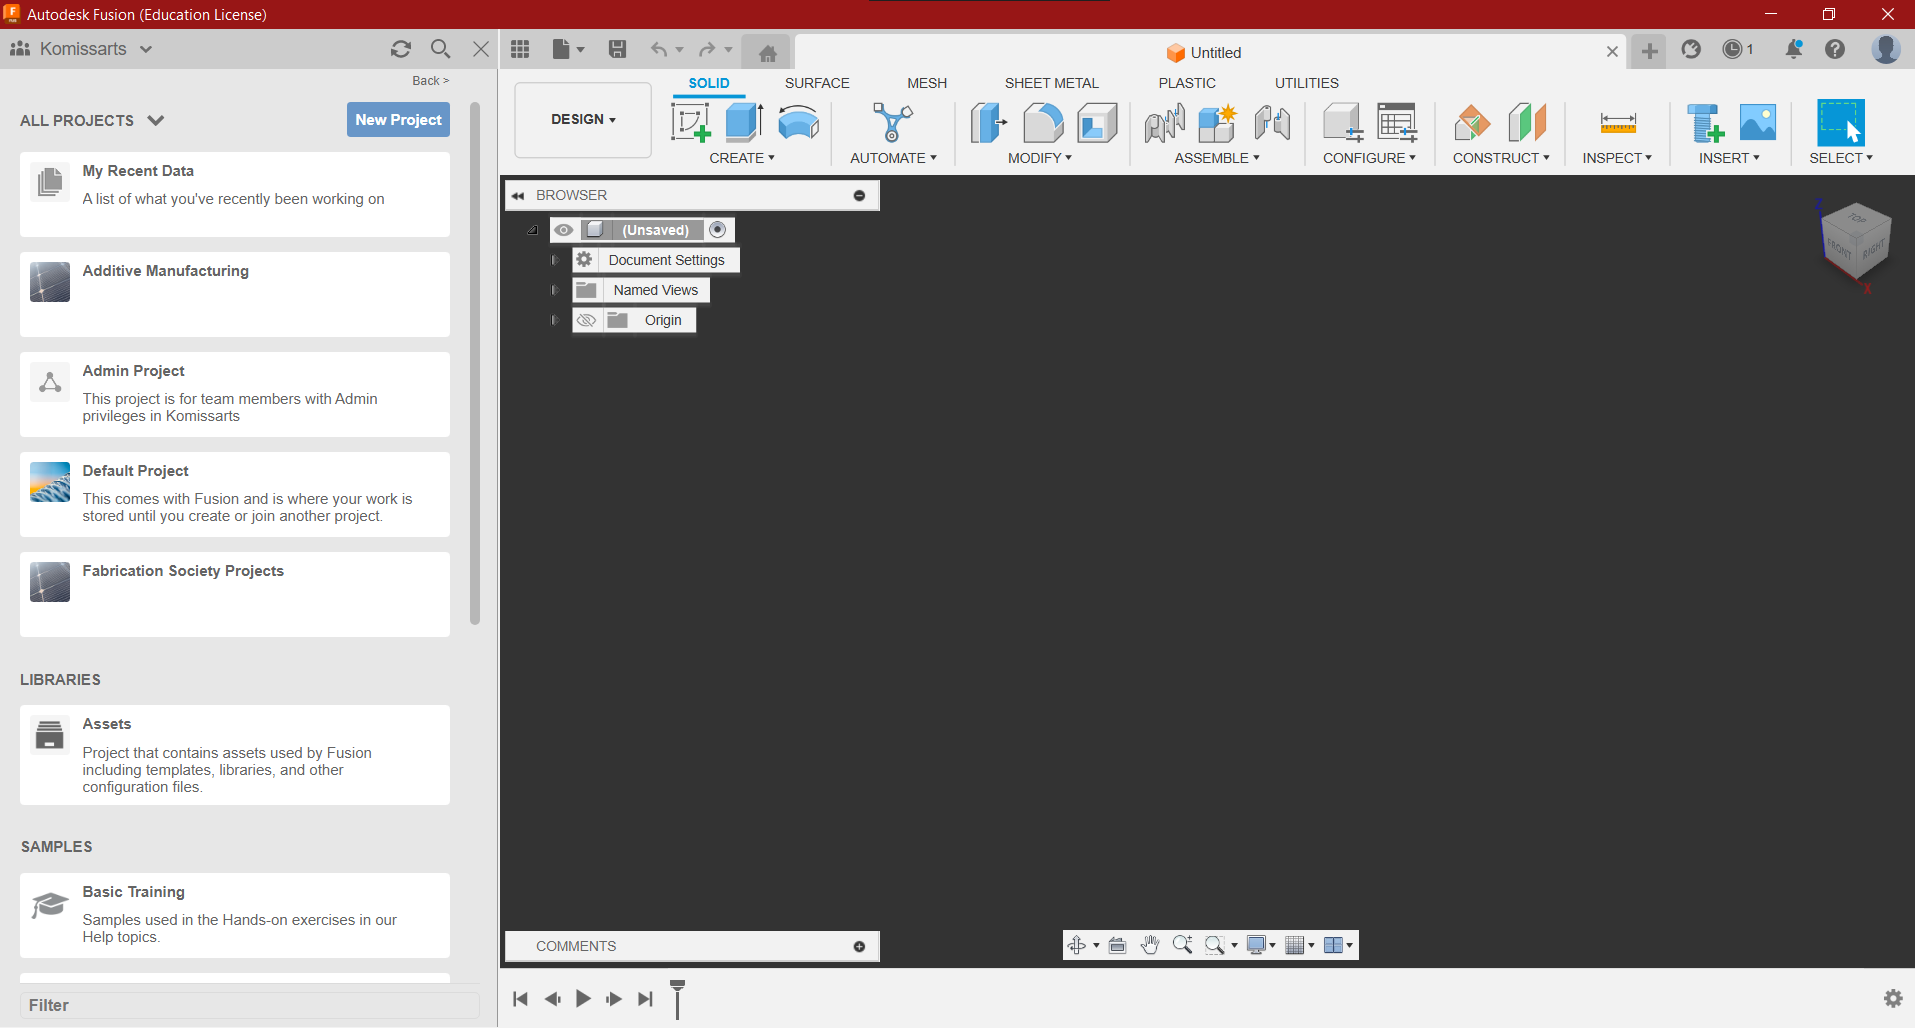 Autodesk Fusion (Education License)
Komissarts
Back >
ALL PROJECTS
New Project
My Recent Data
A list of what you've recently been working on
Additive Manufacturing
Admin Project
This project is for team members with Admin
privileges in Komissarts
Default Project
This comes with Fusion and is where your work is
stored until you create or join another project.
Fabrication Society Projects
LIBRARIES
Assets
Project that contains assets used by Fusion
including templates, libraries, and other
configuration files.
SAMPLES
Basic Training
Samples used in the Hands-on exercises in our
Help topics.
Filter
Untitled
1
DESIGN
SOLID SURFACE MESH SHEET METAL PLASTIC UTILITIES
CREATE AUTOMATE MODIFY ASSEMBLE CONFIGURE CONSTRUCT INSPECT INSERT SELECT
BROWSER
(Unsaved)
Document Settings
Named Views
Origin
Z
TOP
FRONT RIGHT
X
COMMENTS